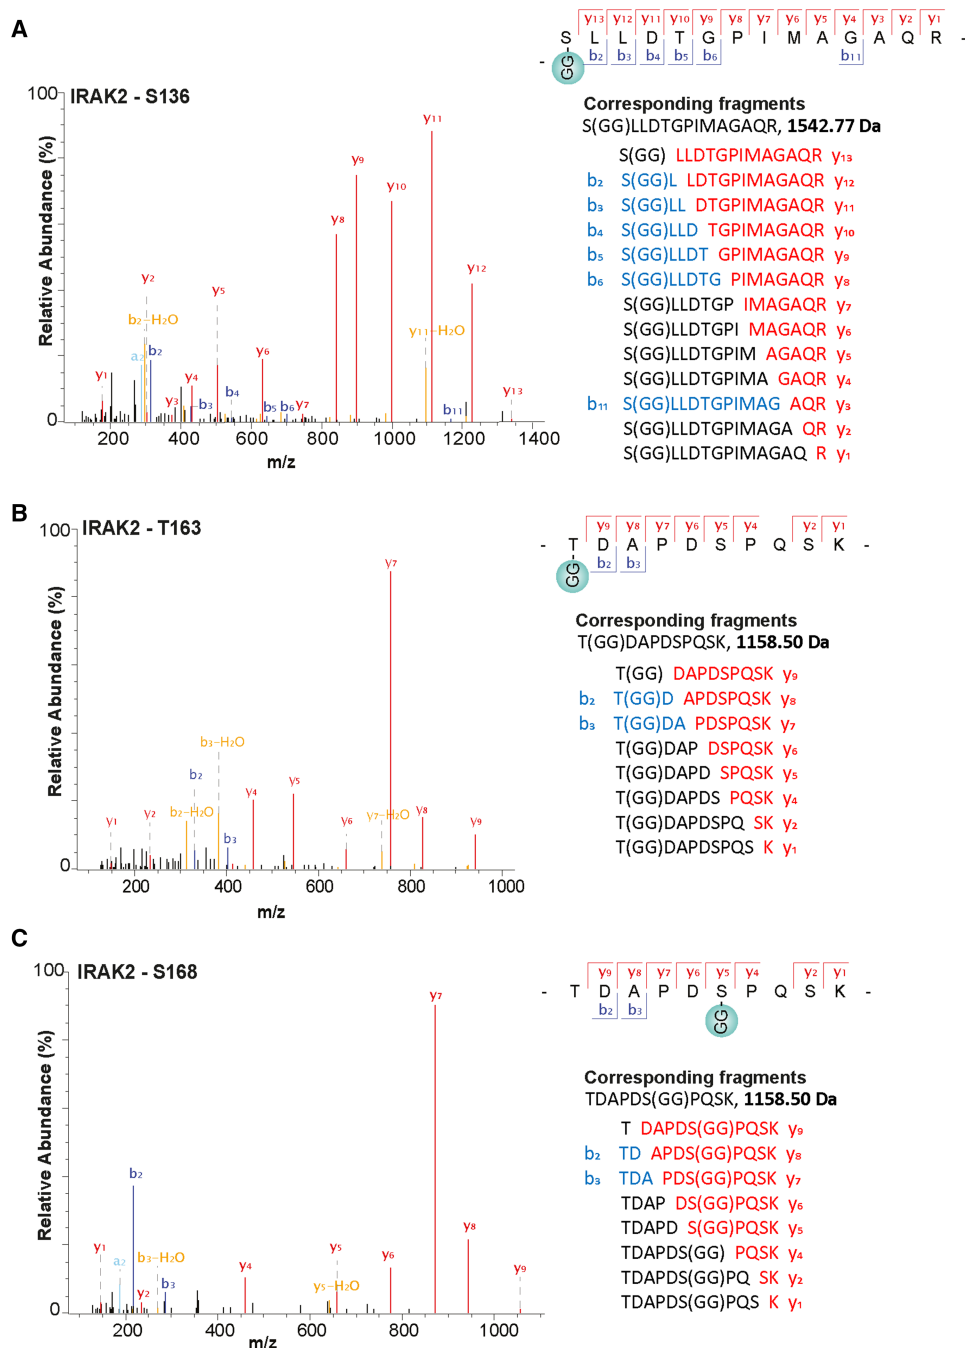 A
IRAK2 - S136
100
0
Relative Abundance (%)
y₁ y₂ b₂-H₂O a₂ b₂ y₃ y₄ b₃ y₅ b₄ y₆ b₅ b₆ y₇ y₈ y₉ y₁₀ y₁₁ y₁₁-H₂O b₁₁ y₁₂ y₁₃
200 400 600 800 1000 1200 1400
m/z
y₁₃ y₁₂ y₁₁ y₁₀ y₉ y₈ y₇ y₆ y₅ y₄ y₃ y₂ y₁
S L L D T G P I M A G A Q R -
- GG b₂ b₃ b₄ b₅ b₆ b₁₁
Corresponding fragments
S(GG)LLDTGPIMAGAQR, 1542.77 Da
S(GG) LLDTGPIMAGAQR y₁₃
b₂ S(GG)L LDTGPIMAGAQR y₁₂
b₃ S(GG)LL DTGPIMAGAQR y₁₁
b₄ S(GG)LLD TGPIMAGAQR y₁₀
b₅ S(GG)LLDT GPIMAGAQR y₉
b₆ S(GG)LLDTG PIMAGAQR y₈
S(GG)LLDTGP IMAGAQR y₇
S(GG)LLDTGPI MAGAQR y₆
S(GG)LLDTGPIM AGAQR y₅
S(GG)LLDTGPIMA GAQR y₄
b₁₁ S(GG)LLDTGPIMAG AQR y₃
S(GG)LLDTGPIMAGA QR y₂
S(GG)LLDTGPIMAGAQ R y₁
B
IRAK2 - T163
100
0
Relative Abundance (%)
y₁ y₂ b₂-H₂O b₂ b₃-H₂O b₃ y₄ y₅ y₆ y₇-H₂O y₇ y₈ y₉
200 400 600 800 1000
m/z
y₉ y₈ y₇ y₆ y₅ y₄ y₂ y₁
- T D A P D S P Q S K -
GG b₂ b₃
Corresponding fragments
T(GG)DAPDSPQSK, 1158.50 Da
T(GG) DAPDSPQSK y₉
b₂ T(GG)D APDSPQSK y₈
b₃ T(GG)DA PDSPQSK y₇
T(GG)DAP DSPQSK y₆
T(GG)DAPD SPQSK y₅
T(GG)DAPDS PQSK y₄
T(GG)DAPDSPQ SK y₂
T(GG)DAPDSPQS K y₁
C
IRAK2 - S168
100
0
Relative Abundance (%)
y₁ a₂ b₂ y₂ b₃-H₂O b₃ y₄ y₅ y₅-H₂O y₆ y₇ y₈ y₉
200 400 600 800 1000
m/z
y₉ y₈ y₇ y₆ y₅ y₄ y₂ y₁
- T D A P D S P Q S K -
b₂ b₃ GG
Corresponding fragments
TDAPDS(GG)PQSK, 1158.50 Da
T DAPDS(GG)PQSK y₉
b₂ TD APDS(GG)PQSK y₈
b₃ TDA PDS(GG)PQSK y₇
TDAP DS(GG)PQSK y₆
TDAPD S(GG)PQSK y₅
TDAPDS(GG) PQSK y₄
TDAPDS(GG)PQ SK y₂
TDAPDS(GG)PQS K y₁